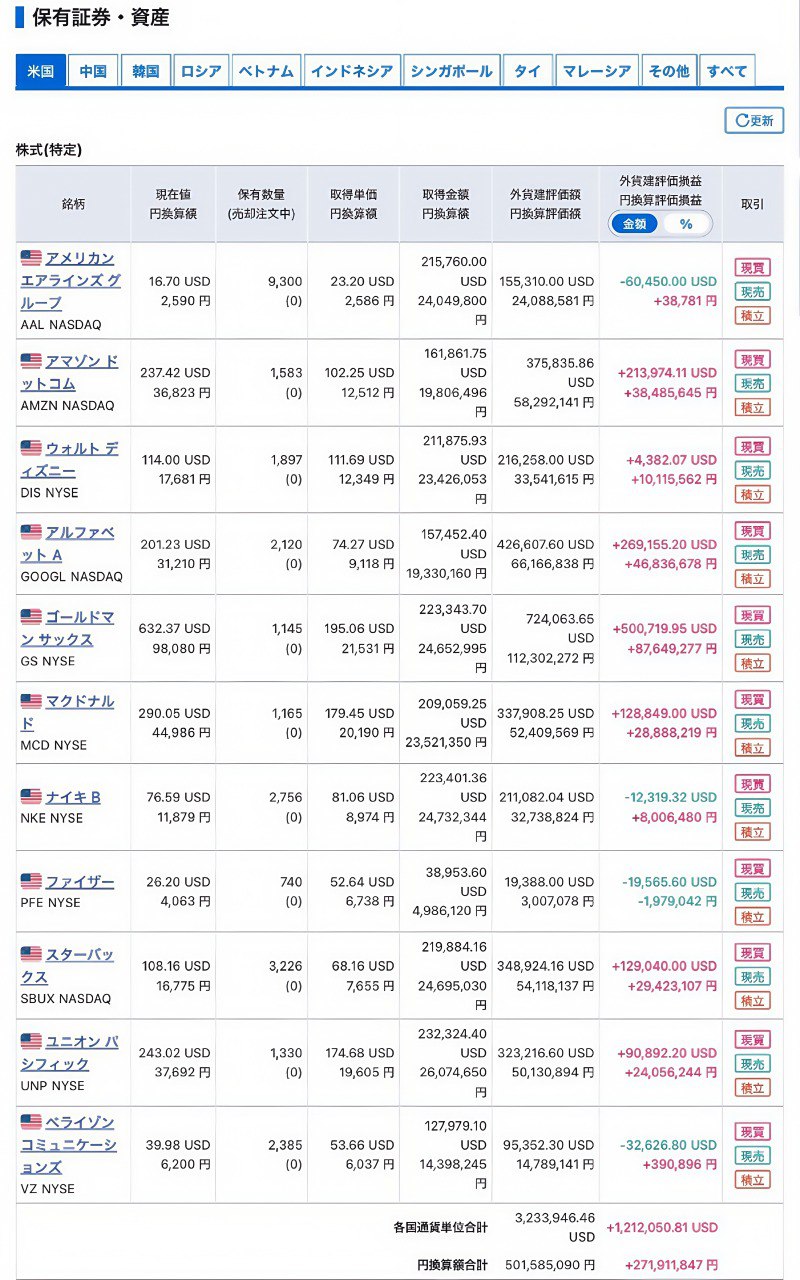 保有証券・資産
米国 中国 韓国 ロシア ベトナム インドネシア シンガポール タイ マレーシア その他 すべて
更新
株式(特定)
銘柄
現在値
円換算額
保有数量
(売却注文中)
取得単価
円換算額
取得金額
円換算額
外貨建評価額
円換算評価額
外貨建評価損益
円換算評価損益
金額 %
取引
アメリカン
エアラインズ グ
ループ
AAL NASDAQ
16.70 USD
2,590 円
9,300
(0)
23.20 USD
2,586 円
215,760.00
USD
24,049,800
円
155,310.00 USD
24,088,581 円
-60,450.00 USD
+38,781 円
現買
現売
積立
アマゾン ド
ットコム
AMZN NASDAQ
237.42 USD
36,823 円
1,583
(0)
102.25 USD
12,512 円
161,861.75
USD
19,806,496
円
375,835.86
USD
58,292,141 円
+213,974.11 USD
+38,485,645 円
現買
現売
積立
ウォルト デ
ィズニー
DIS NYSE
114.00 USD
17,681 円
1,897
(0)
111.69 USD
12,349 円
211,875.93
USD
23,426,053
円
216,258.00 USD
33,541,615 円
+4,382.07 USD
+10,115,562 円
現買
現売
積立
アルファベ
ット A
GOOGL NASDAQ
201.23 USD
31,210 円
2,120
(0)
74.27 USD
9,118 円
157,452.40
USD
19,330,160 円
426,607.60 USD
66,166,838 円
+269,155.20 USD
+46,836,678 円
現買
現売
積立
ゴールドマ
ン サックス
GS NYSE
632.37 USD
98,080 円
1,145
(0)
195.06 USD
21,531 円
223,343.70
USD
24,652,995
円
724,063.65
USD
112,302,272 円
+500,719.95 USD
+87,649,277 円
現買
現売
積立
マクドナル
ド
MCD NYSE
290.05 USD
44,986 円
1,165
(0)
179.45 USD
20,190 円
209,059.25
USD
23,521,350 円
337,908.25 USD
52,409,569 円
+128,849.00 USD
+28,888,219 円
現買
現売
積立
ナイキ B
NKE NYSE
76.59 USD
11,879 円
2,756
(0)
81.06 USD
8,974 円
223,401.36
USD
24,732,344
円
211,082.04 USD
32,738,824 円
-12,319.32 USD
+8,006,480 円
現買
現売
積立
ファイザー
PFE NYSE
26.20 USD
4,063 円
740
(0)
52.64 USD
6,738 円
38,953.60
USD
4,986,120 円
19,388.00 USD
3,007,078 円
-19,565.60 USD
-1,979,042 円
現買
現売
積立
スターバッ
クス
SBUX NASDAQ
108.16 USD
16,775 円
3,226
(0)
68.16 USD
7,655 円
219,884.16
USD
24,695,030
円
348,924.16 USD
54,118,137 円
+129,040.00 USD
+29,423,107 円
現買
現売
積立
ユニオン パ
シフィック
UNP NYSE
243.02 USD
37,692 円
1,330
(0)
174.68 USD
19,605 円
232,324.40
USD
26,074,650
円
323,216.60 USD
50,130,894 円
+90,892.20 USD
+24,056,244 円
現買
現売
積立
ベライゾン
コミュニケーシ
ョンズ
VZ NYSE
39.98 USD
6,200 円
2,385
(0)
53.66 USD
6,037 円
127,979.10
USD
14,398,245
円
95,352.30 USD
14,789,141 円
-32,626.80 USD
+390,896 円
現買
現売
積立
各国通貨単位合計
3,233,946.46
USD
+1,212,050.81 USD
円換算額合計
501,585,090 円
+271,911,847 円